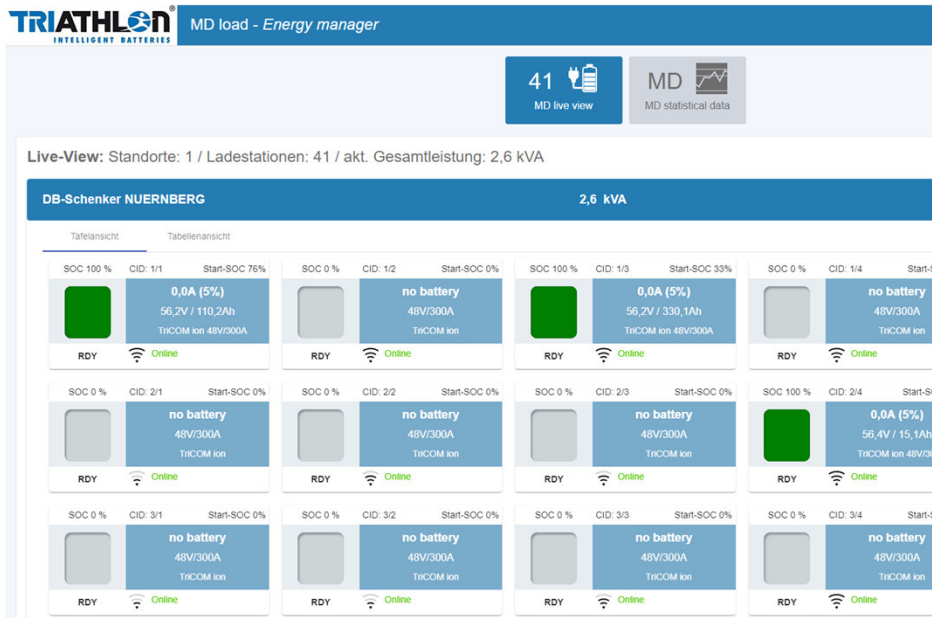 TRIATHLON®
INTELLIGENT BATTERIES
MD load - Energy manager
41
MD live view
MD
MD statistical data
Live-View: Standorte: 1 / Ladestationen: 41 / akt. Gesamtleistung: 2,6 kVA
DB-Schenker NUERNBERG 2,6 kVA
Tafelansicht Tabellenansicht
SOC 100 % CID: 1/1 Start-SOC 76%
0,0A (5%)
56,2V / 110,2Ah
TriCOM ion 48V/300A
RDY Online
SOC 0 % CID: 1/2 Start-SOC 0%
no battery
48V/300A
TriCOM ion
RDY Online
SOC 100 % CID: 1/3 Start-SOC 33%
0,0A (5%)
56,2V / 330,1Ah
TriCOM ion 48V/300A
RDY Online
SOC 0 % CID: 1/4 Start-S
no battery
48V/300A
TriCOM ion
RDY Online
SOC 0 % CID: 2/1 Start-SOC 0%
no battery
48V/300A
TriCOM ion
RDY Online
SOC 0 % CID: 2/2 Start-SOC 0%
no battery
48V/300A
TriCOM ion
RDY Online
SOC 0 % CID: 2/3 Start-SOC 0%
no battery
48V/300A
TriCOM ion
RDY Online
SOC 100 % CID: 2/4 Start-S
0,0A (5%)
56,4V / 15,1Ah
TriCOM ion 48V/30
RDY Online
SOC 0 % CID: 3/1 Start-SOC 0%
no battery
48V/300A
TriCOM ion
RDY Online
SOC 0 % CID: 3/2 Start-SOC 0%
no battery
48V/300A
TriCOM ion
RDY Online
SOC 0 % CID: 3/3 Start-SOC 0%
no battery
48V/300A
TriCOM ion
RDY Online
SOC 0 % CID: 3/4 Start-S
no battery
48V/300A
TriCOM ion
RDY Online